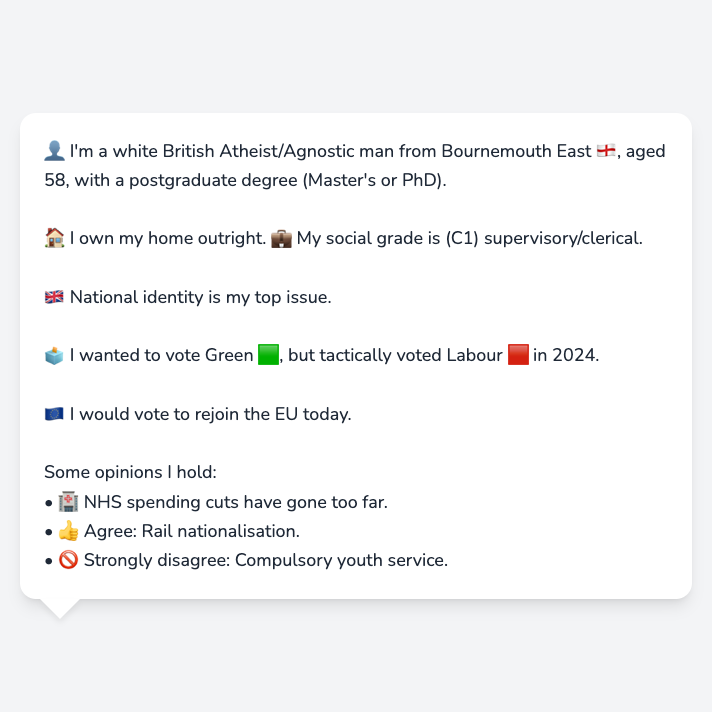 👤 I'm a white British Atheist/Agnostic man from Bournemouth East 🏴󠁧󠁢󠁥󠁮󠁧󠁿, aged
58, with a postgraduate degree (Master's or PhD).
🏠 I own my home outright. 💼 My social grade is (C1) supervisory/clerical.
🇬🇧 National identity is my top issue.
🗳️ I wanted to vote Green 🟩, but tactically voted Labour 🟥 in 2024.
🇪🇺 I would vote to rejoin the EU today.
Some opinions I hold:
• 🏥 NHS spending cuts have gone too far.
• 👍 Agree: Rail nationalisation.
• 🚫 Strongly disagree: Compulsory youth service.